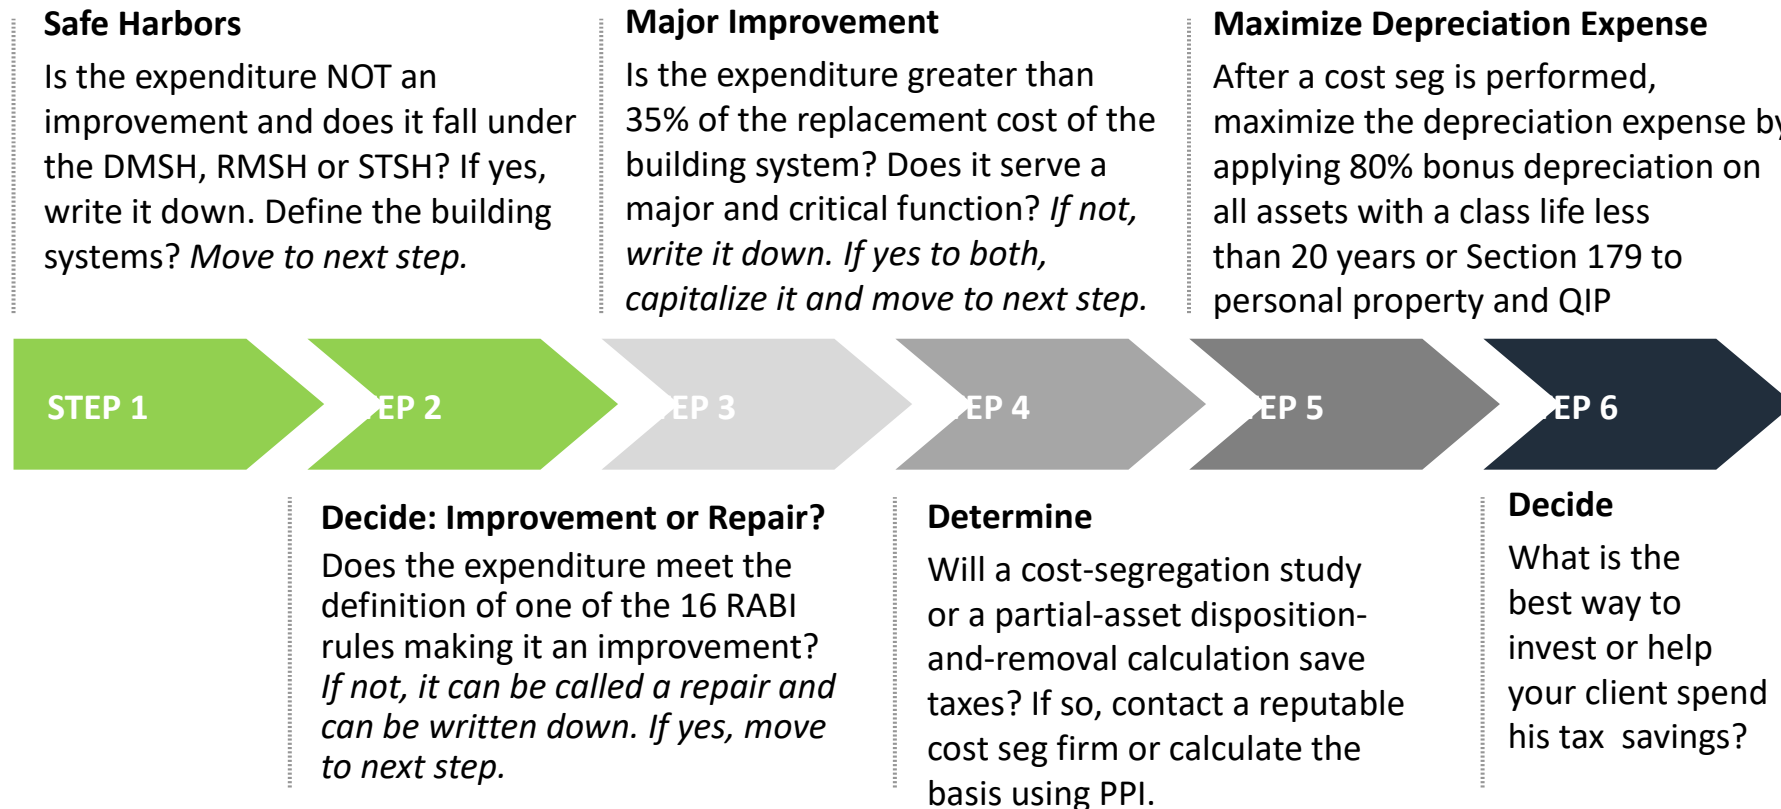 Safe Harbors
Is the expenditure NOT an
improvement and does it fall under
the DMSH, RMSH or STSH? If yes,
write it down. Define the building
systems? Move to next step.
Major Improvement
Is the expenditure greater than
35% of the replacement cost of the
building system? Does it serve a
major and critical function? If not,
write it down. If yes to both,
capitalize it and move to next step.
Maximize Depreciation Expense
After a cost seg is performed,
maximize the depreciation expense by
applying 80% bonus depreciation on
all assets with a class life less
than 20 years or Section 179 to
personal property and QIP
STEP 1
TEP 2
TEP 3
TEP 4
TEP 5
STEP 6
Decide: Improvement or Repair?
Does the expenditure meet the
definition of one of the 16 RABI
rules making it an improvement?
If not, it can be called a repair and
can be written down. If yes, move
to next step.
Determine
Will a cost-segregation study
or a partial-asset disposition-
and-removal calculation save
taxes? If so, contact a reputable
cost seg firm or calculate the
basis using PPI.
Decide
What is the
best way to
invest or help
your client spend
his tax savings?